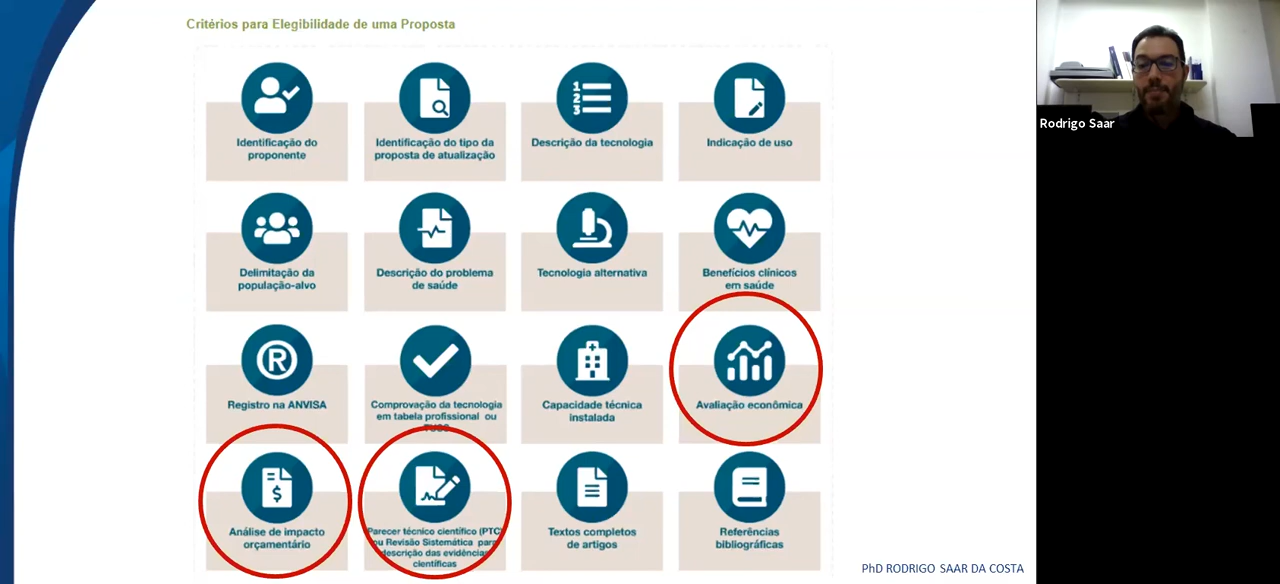 Critérios para Elegibilidade de uma Proposta
Rodrigo Saar
1
2
3
Identificação do
proponente
Identificação do tipo da
proposta de atualização
Descrição da tecnologia
Indicação de uso
Delimitação da
população-alvo
Descrição do problema
de saúde
Tecnologia alternativa
Benefícios clínicos
em saúde
®
Registro na ANVISA
Comprovação da tecnologia
em tabela profissional ou
TUSS
Capacidade técnica
instalada
Avaliação econômica
$
Análise de impacto
orçamentário
Parecer técnico científico (PTC)
ou Revisão Sistemática para
descrição das evidências
científicas
Textos completos
de artigos
Referências
bibliográficas
PhD RODRIGO SAAR DA COSTA